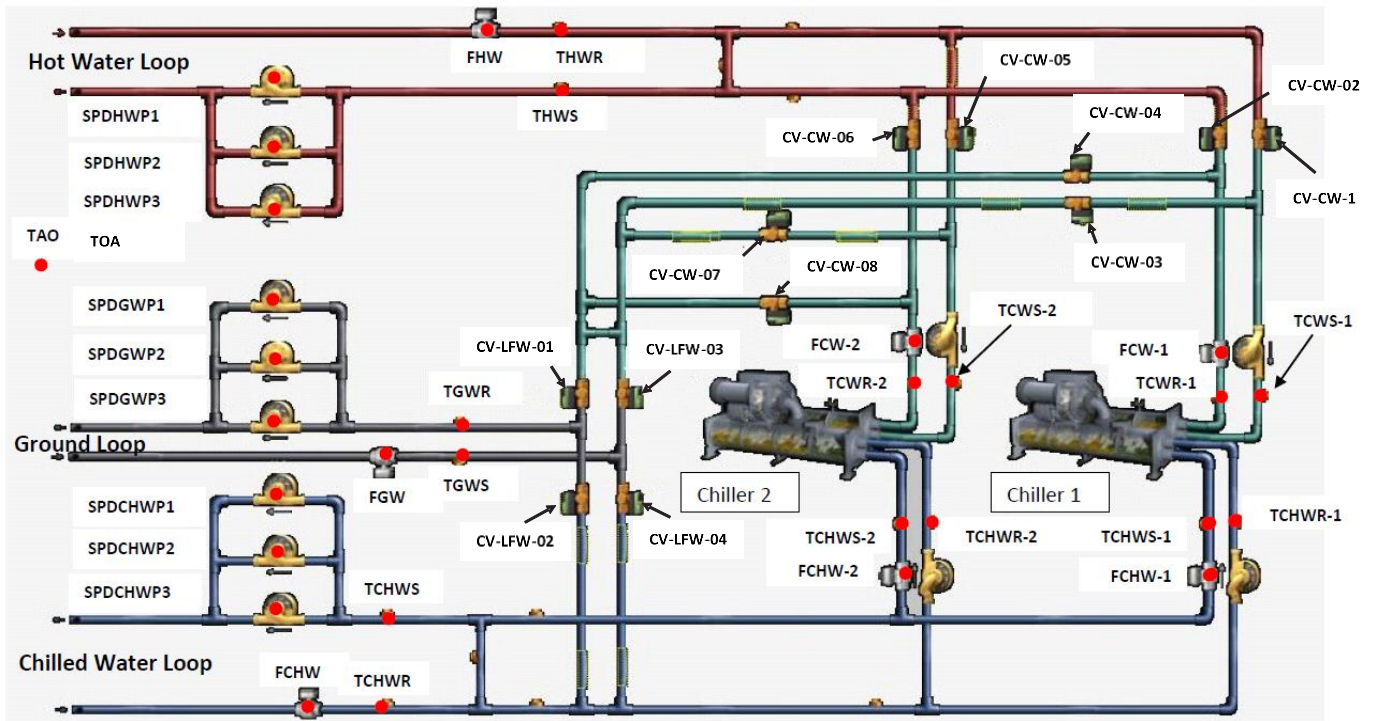 FHW
THWR
Hot Water Loop
CV-CW-05
CV-CW-02
CV-CW-04
SPDHWP1
THWS
CV-CW-06
SPDHWP2
SPDHWP3
CV-CW-1
TAO
TOA
CV-CW-07
CV-CW-08
CV-CW-03
SPDGWP1
TCWS-2
TCWS-1
SPDGWP2
CV-LFW-01
CV-LFW-03
FCW-2
FCW-1
TCWR-2
TCWR-1
SPDGWP3
TGWR
Ground Loop
FGW
TGWS
Chiller 2
Chiller 1
SPDCHWP1
CV-LFW-02
CV-LFW-04
TCHWS-2
TCHWR-2
TCHWS-1
TCHWR-1
SPDCHWP2
FCHW-2
FCHW-1
SPDCHWP3
TCHWS
Chilled Water Loop
FCHW
TCHWR